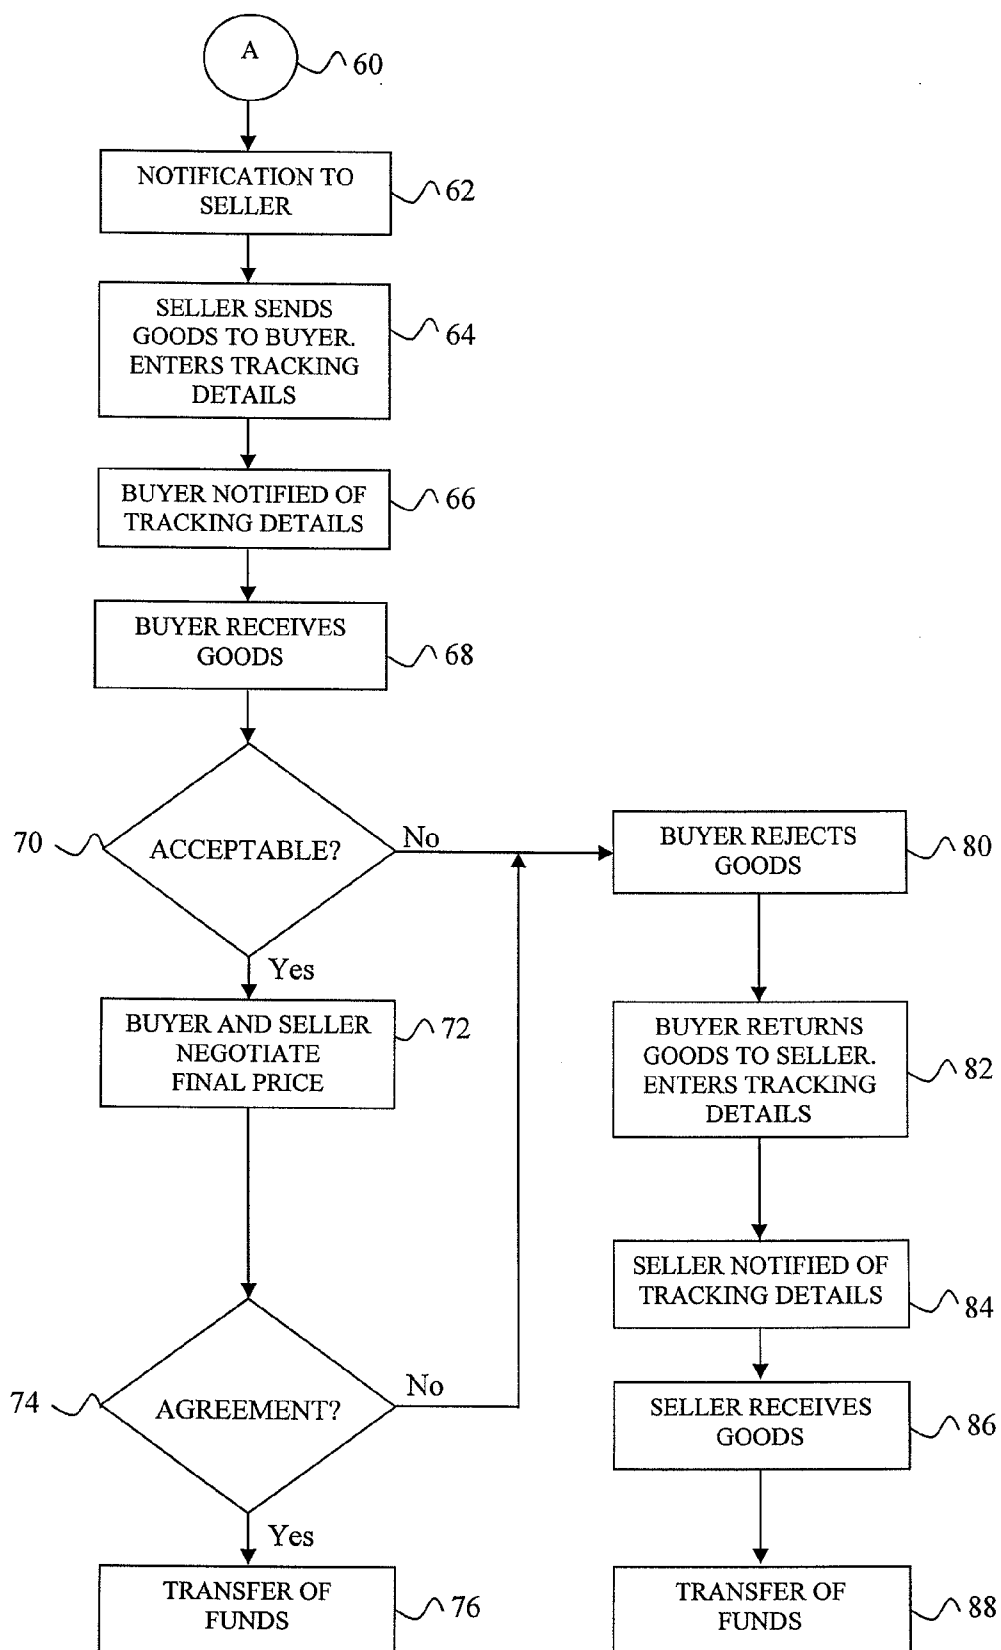 A
60
NOTIFICATION TO
SELLER
62
SELLER SENDS
GOODS TO BUYER.
ENTERS TRACKING
DETAILS
64
BUYER NOTIFIED OF
TRACKING DETAILS
66
BUYER RECEIVES
GOODS
68
70
ACCEPTABLE?
No
Yes
BUYER AND SELLER
NEGOTIATE
FINAL PRICE
72
74
AGREEMENT?
No
Yes
TRANSFER OF
FUNDS
76
BUYER REJECTS
GOODS
80
BUYER RETURNS
GOODS TO SELLER.
ENTERS TRACKING
DETAILS
82
SELLER NOTIFIED OF
TRACKING DETAILS
84
SELLER RECEIVES
GOODS
86
TRANSFER OF
FUNDS
88